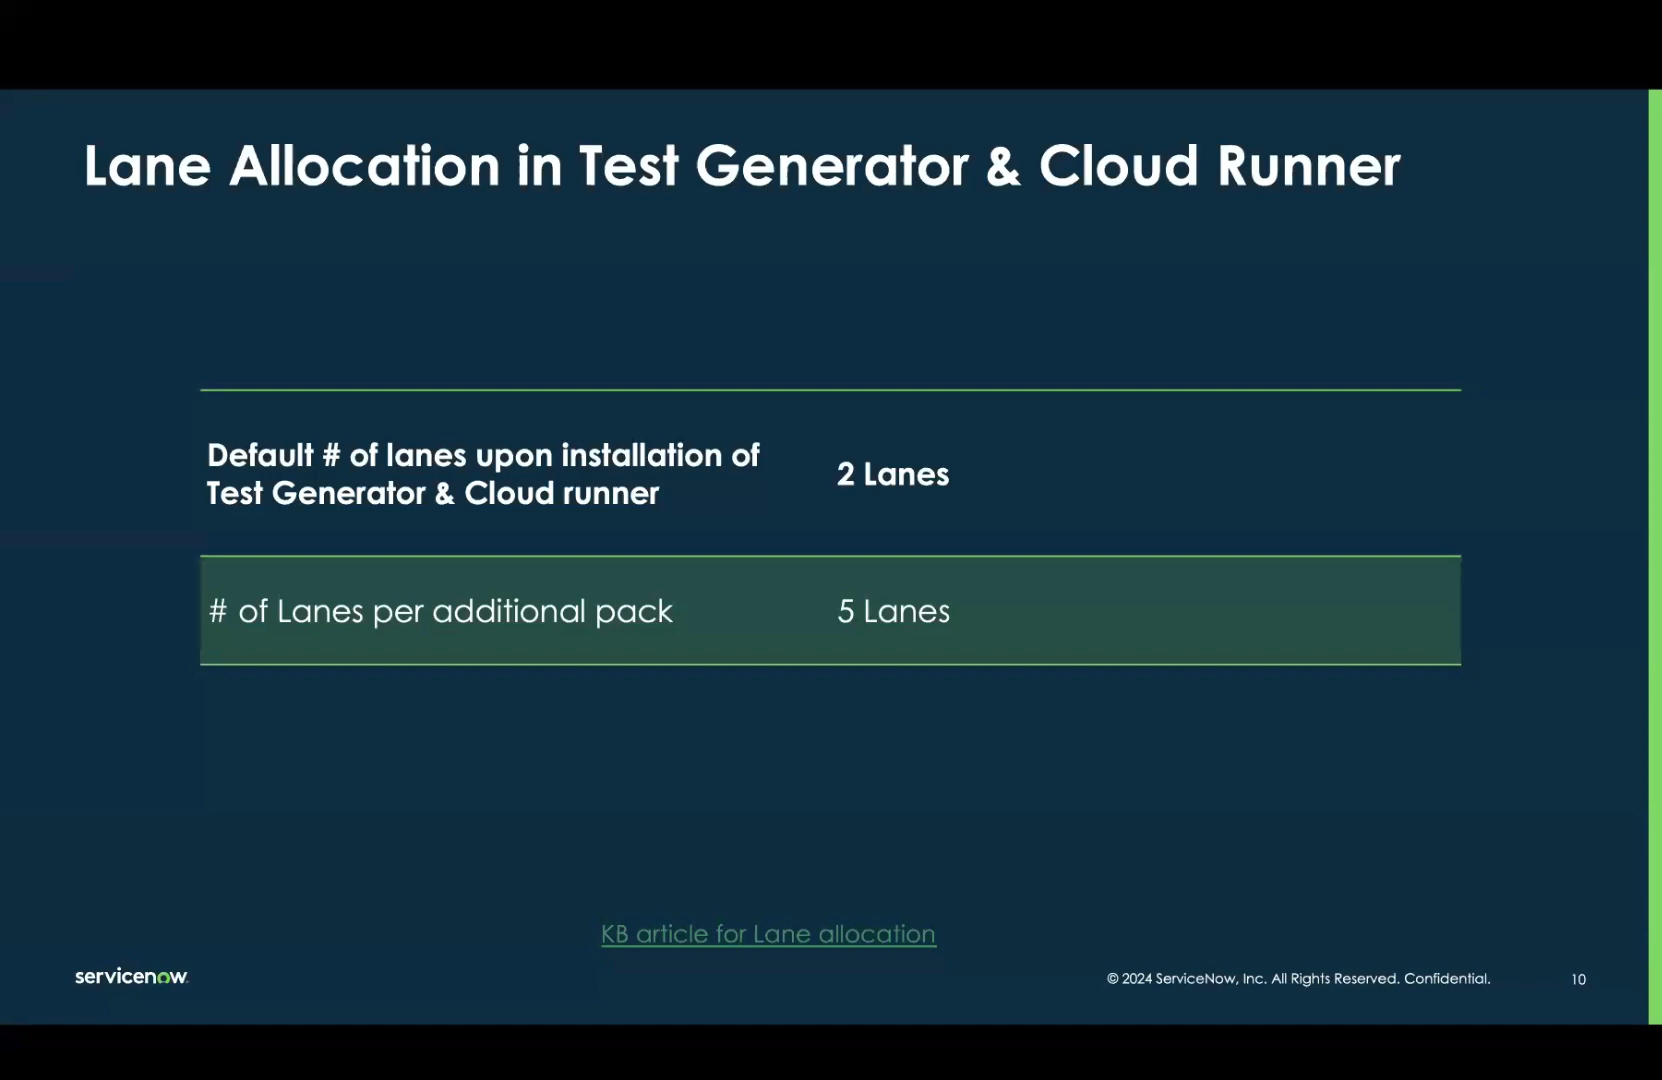 Lane Allocation in Test Generator & Cloud Runner
Default # of lanes upon installation of
Test Generator & Cloud runner
2 Lanes
# of Lanes per additional pack
5 Lanes
KB article for Lane allocation
servicenow.
© 2024 ServiceNow, Inc. All Rights Reserved. Confidential.
10